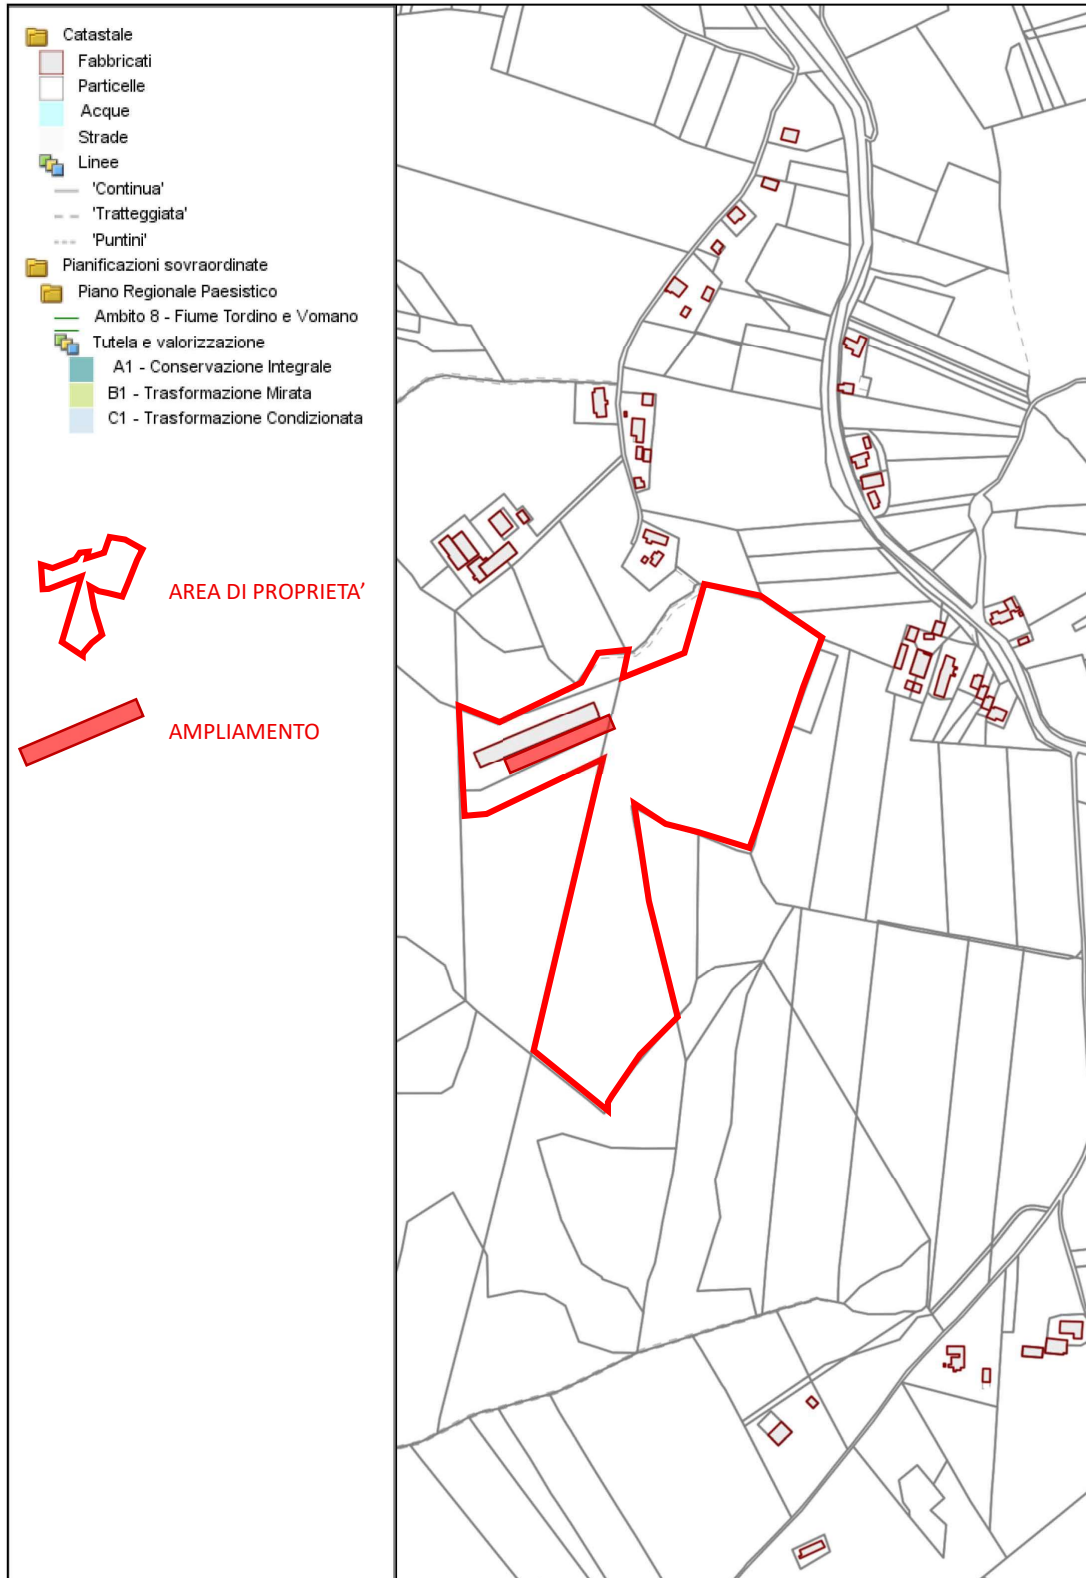 Catastale
Fabbricati
Particelle
Acque
Strade
Linee
'Continua'
'Tratteggiata'
'Puntini'
Pianificazioni sovraordinate
Piano Regionale Paesistico
Ambito 8 - Fiume Tordino e Vomano
Tutela e valorizzazione
A1 - Conservazione Integrale
B1 - Trasformazione Mirata
C1 - Trasformazione Condizionata
AREA DI PROPRIETA’
AMPLIAMENTO